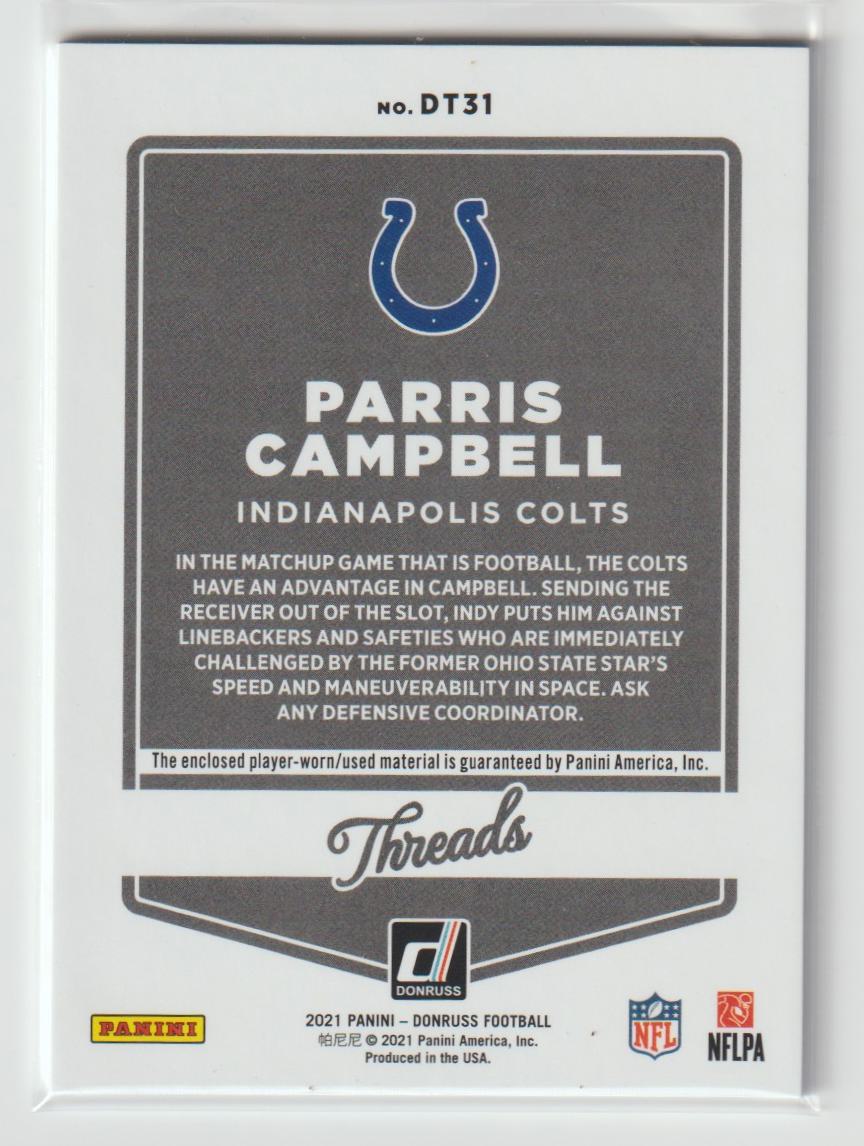 NO. DT31
PARRIS
CAMPBELL
INDIANAPOLIS COLTS
IN THE MATCHUP GAME THAT IS FOOTBALL, THE COLTS
HAVE AN ADVANTAGE IN CAMPBELL. SENDING THE
RECEIVER OUT OF THE SLOT, INDY PUTS HIM AGAINST
LINEBACKERS AND SAFETIES WHO ARE IMMEDIATELY
CHALLENGED BY THE FORMER OHIO STATE STAR'S
SPEED AND MANEUVERABILITY IN SPACE. ASK
ANY DEFENSIVE COORDINATOR.
The enclosed player-worn/used material is guaranteed by Panini America, Inc.
Threads
d
DONRUSS
PANINI
2021 PANINI – DONRUSS FOOTBALL
帕尼尼 © 2021 Panini America, Inc.
Produced in the USA.
NFL
NFLPA